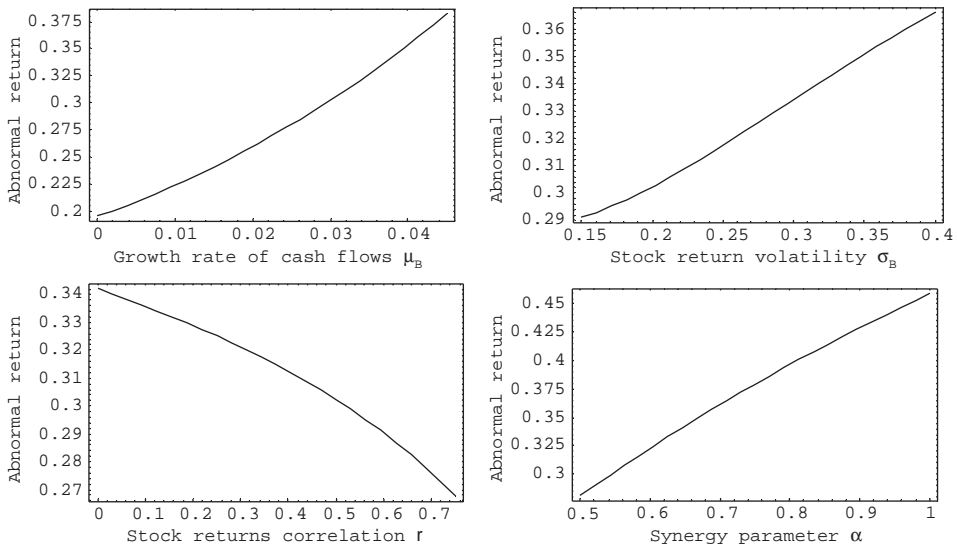 Abnormal return
0.375
0.35
0.325
0.3
0.275
0.25
0.225
0.2
0 0.01 0.02 0.03 0.04
Growth rate of cash flows μB
Abnormal return
0.36
0.35
0.34
0.33
0.32
0.31
0.3
0.29
0.15 0.2 0.25 0.3 0.35 0.4
Stock return volatility σB
Abnormal return
0.34
0.33
0.32
0.31
0.3
0.29
0.28
0.27
0 0.1 0.2 0.3 0.4 0.5 0.6 0.7
Stock returns correlation r
Abnormal return
0.45
0.425
0.4
0.375
0.35
0.325
0.3
0.5 0.6 0.7 0.8 0.9 1
Synergy parameter α